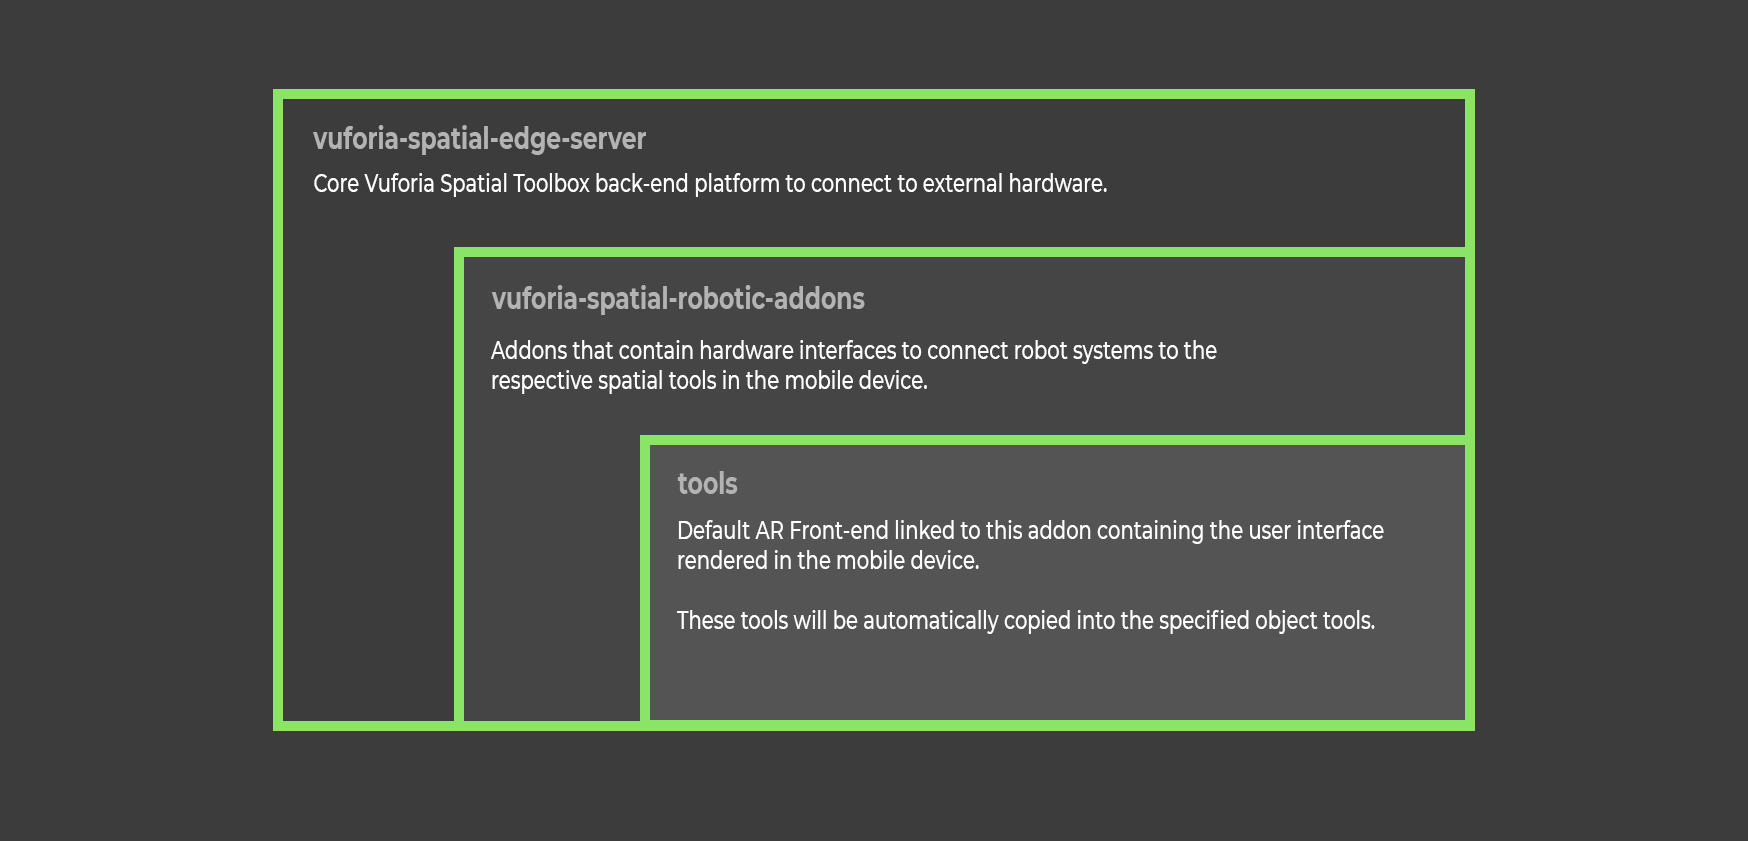 vuforia-spatial-edge-server
Core Vuforia Spatial Toolbox back-end platform to connect to external hardware.
vuforia-spatial-robotic-addons
Addons that contain hardware interfaces to connect robot systems to the
respective spatial tools in the mobile device.
tools
Default AR Front-end linked to this addon containing the user interface
rendered in the mobile device.
These tools will be automatically copied into the specified object tools.